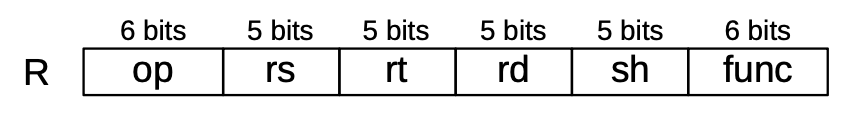 6 bits 5 bits 5 bits 5 bits 5 bits 6 bits
R op rs rt rd sh func